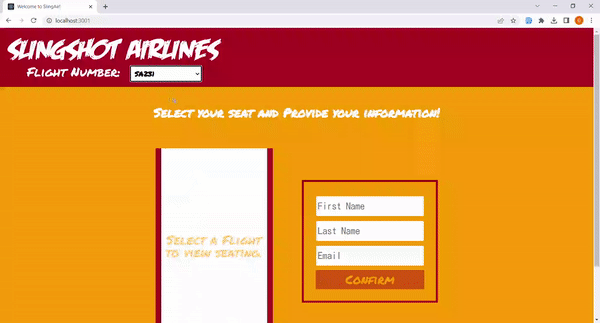 Welcome to SlingAir!
localhost:3001
SLINGSHOT AIRLINES
FLIGHT NUMBER: SA231
SELECT YOUR SEAT AND PROVIDE YOUR INFORMATION!
SELECT A FLIGHT
TO VIEW SEATING.
First Name
Last Name
Email
CONFIRM